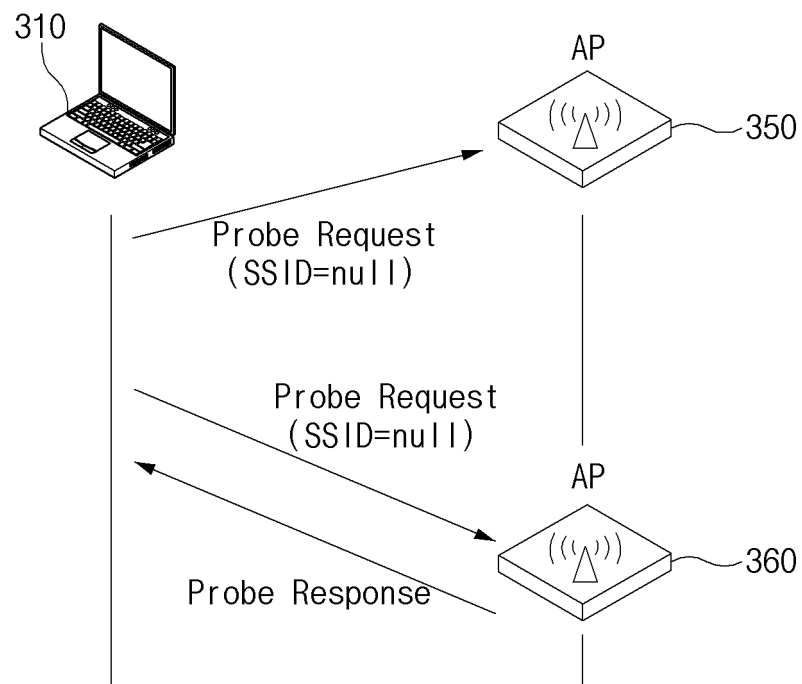 310
AP
350
Probe Request
(SSID=null)
Probe Request
(SSID=null)
AP
360
Probe Response